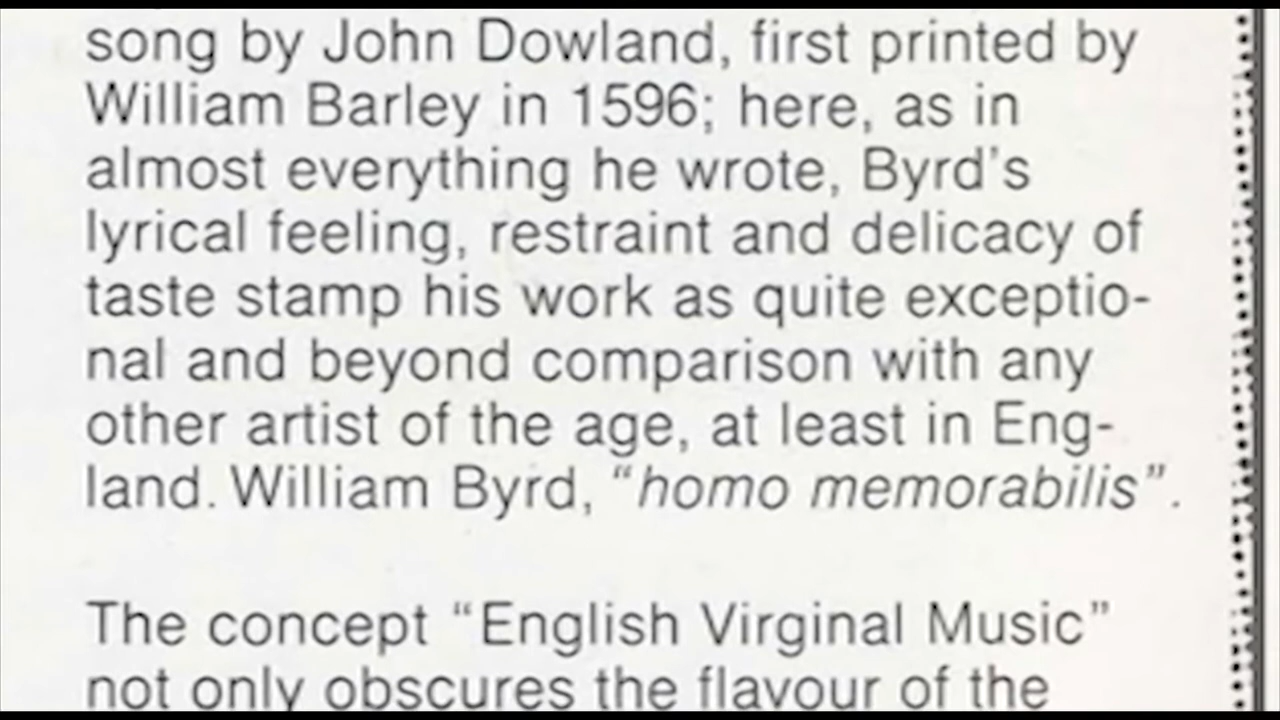 song by John Dowland, first printed by
William Barley in 1596; here, as in
almost everything he wrote, Byrd's
lyrical feeling, restraint and delicacy of
taste stamp his work as quite exceptio-
nal and beyond comparison with any
other artist of the age, at least in Eng-
land. William Byrd, “homo memorabilis”.
The concept “English Virginal Music”
not only obscures the flavour of the